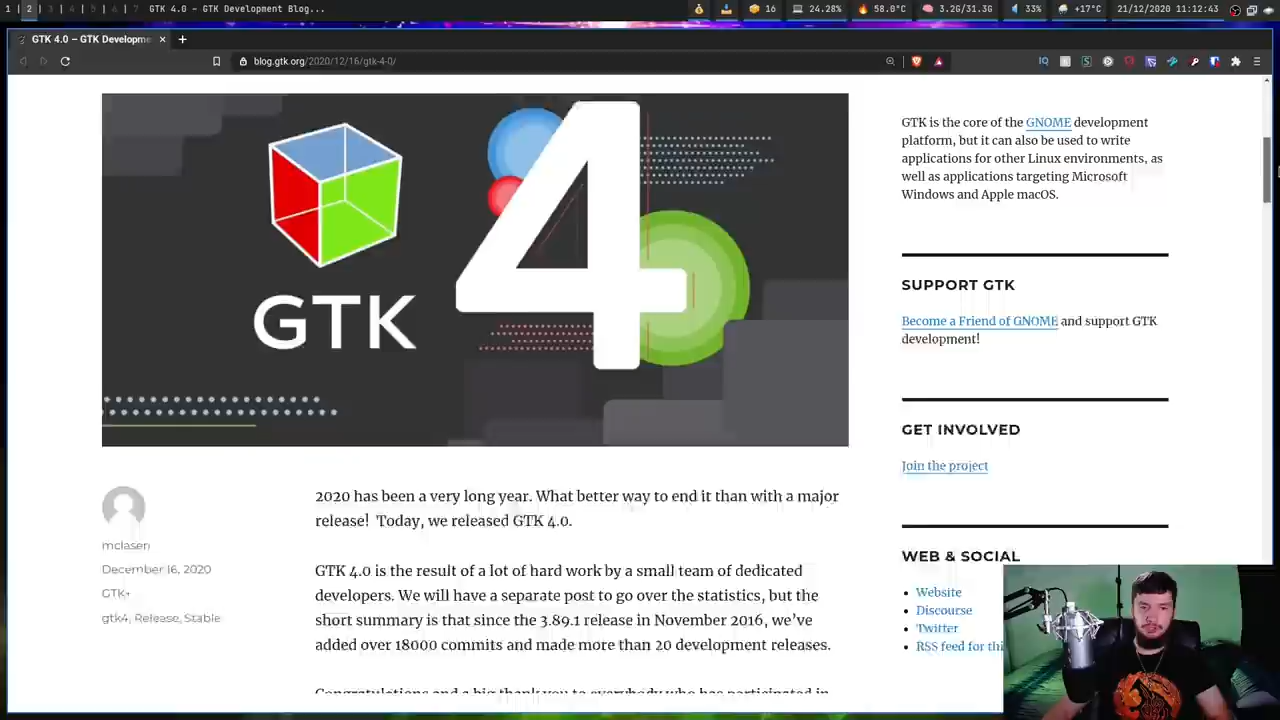 1 | 2 | 3 | 4 | 5 | 6 | 7 GTK 4.0 – GTK Development Blog... 16 24.28% 58.0°C 3.2G/31.3G 33% +17°C 21/12/2020 11:12:43
GTK 4.0 – GTK Developme
blog.gtk.org/2020/12/16/gtk-4-0/
GTK 4
GTK is the core of the GNOME development
platform, but it can also be used to write
applications for other Linux environments, as
well as applications targeting Microsoft
Windows and Apple macOS.
SUPPORT GTK
Become a Friend of GNOME and support GTK
development!
GET INVOLVED
Join the project
WEB & SOCIAL
Website
Discourse
Twitter
RSS feed for thi
mclasen
December 16, 2020
GTK+
gtk4, Release, Stable
2020 has been a very long year. What better way to end it than with a major
release! Today, we released GTK 4.0.
GTK 4.0 is the result of a lot of hard work by a small team of dedicated
developers. We will have a separate post to go over the statistics, but the
short summary is that since the 3.89.1 release in November 2016, we've
added over 18000 commits and made more than 20 development releases.
Congratulations and a big thank you to everybody who has participated in